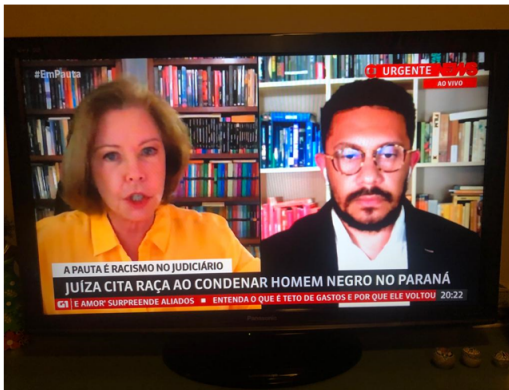 #EmPauta
G1 URGENTE
AO VIVO
A PAUTA É RACISMO NO JUDICIÁRIO
JUÍZA CITA RAÇA AO CONDENAR HOMEM NEGRO NO PARANÁ
G1 E AMOR' SURPREENDE ALIADOS ■ ENTENDA O QUE É TETO DE GASTOS E POR QUE ELE VOLTOU 20:22